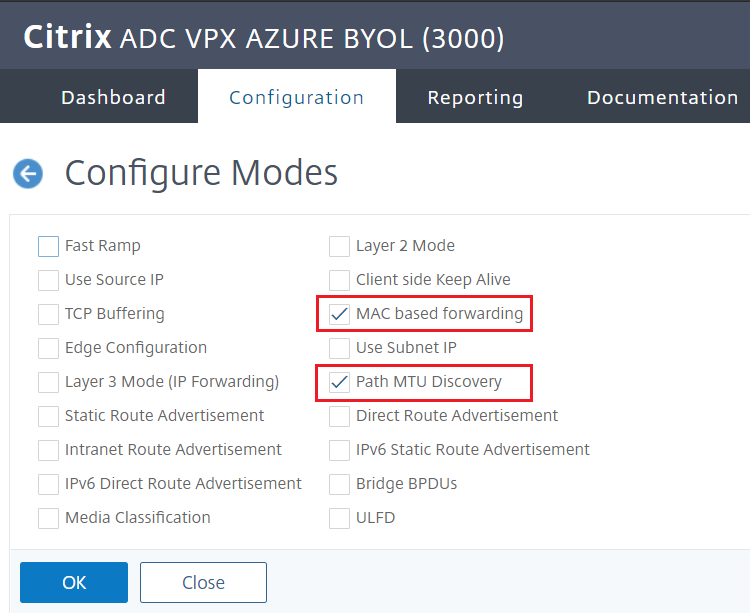 Citrix ADC VPX AZURE BYOL (3000)
Dashboard Configuration Reporting Documentation
Configure Modes
Fast Ramp Layer 2 Mode
Use Source IP Client side Keep Alive
TCP Buffering MAC based forwarding
Edge Configuration Use Subnet IP
Layer 3 Mode (IP Forwarding) Path MTU Discovery
Static Route Advertisement Direct Route Advertisement
Intranet Route Advertisement IPv6 Static Route Advertisement
IPv6 Direct Route Advertisement Bridge BPDUs
Media Classification ULFD
OK Close